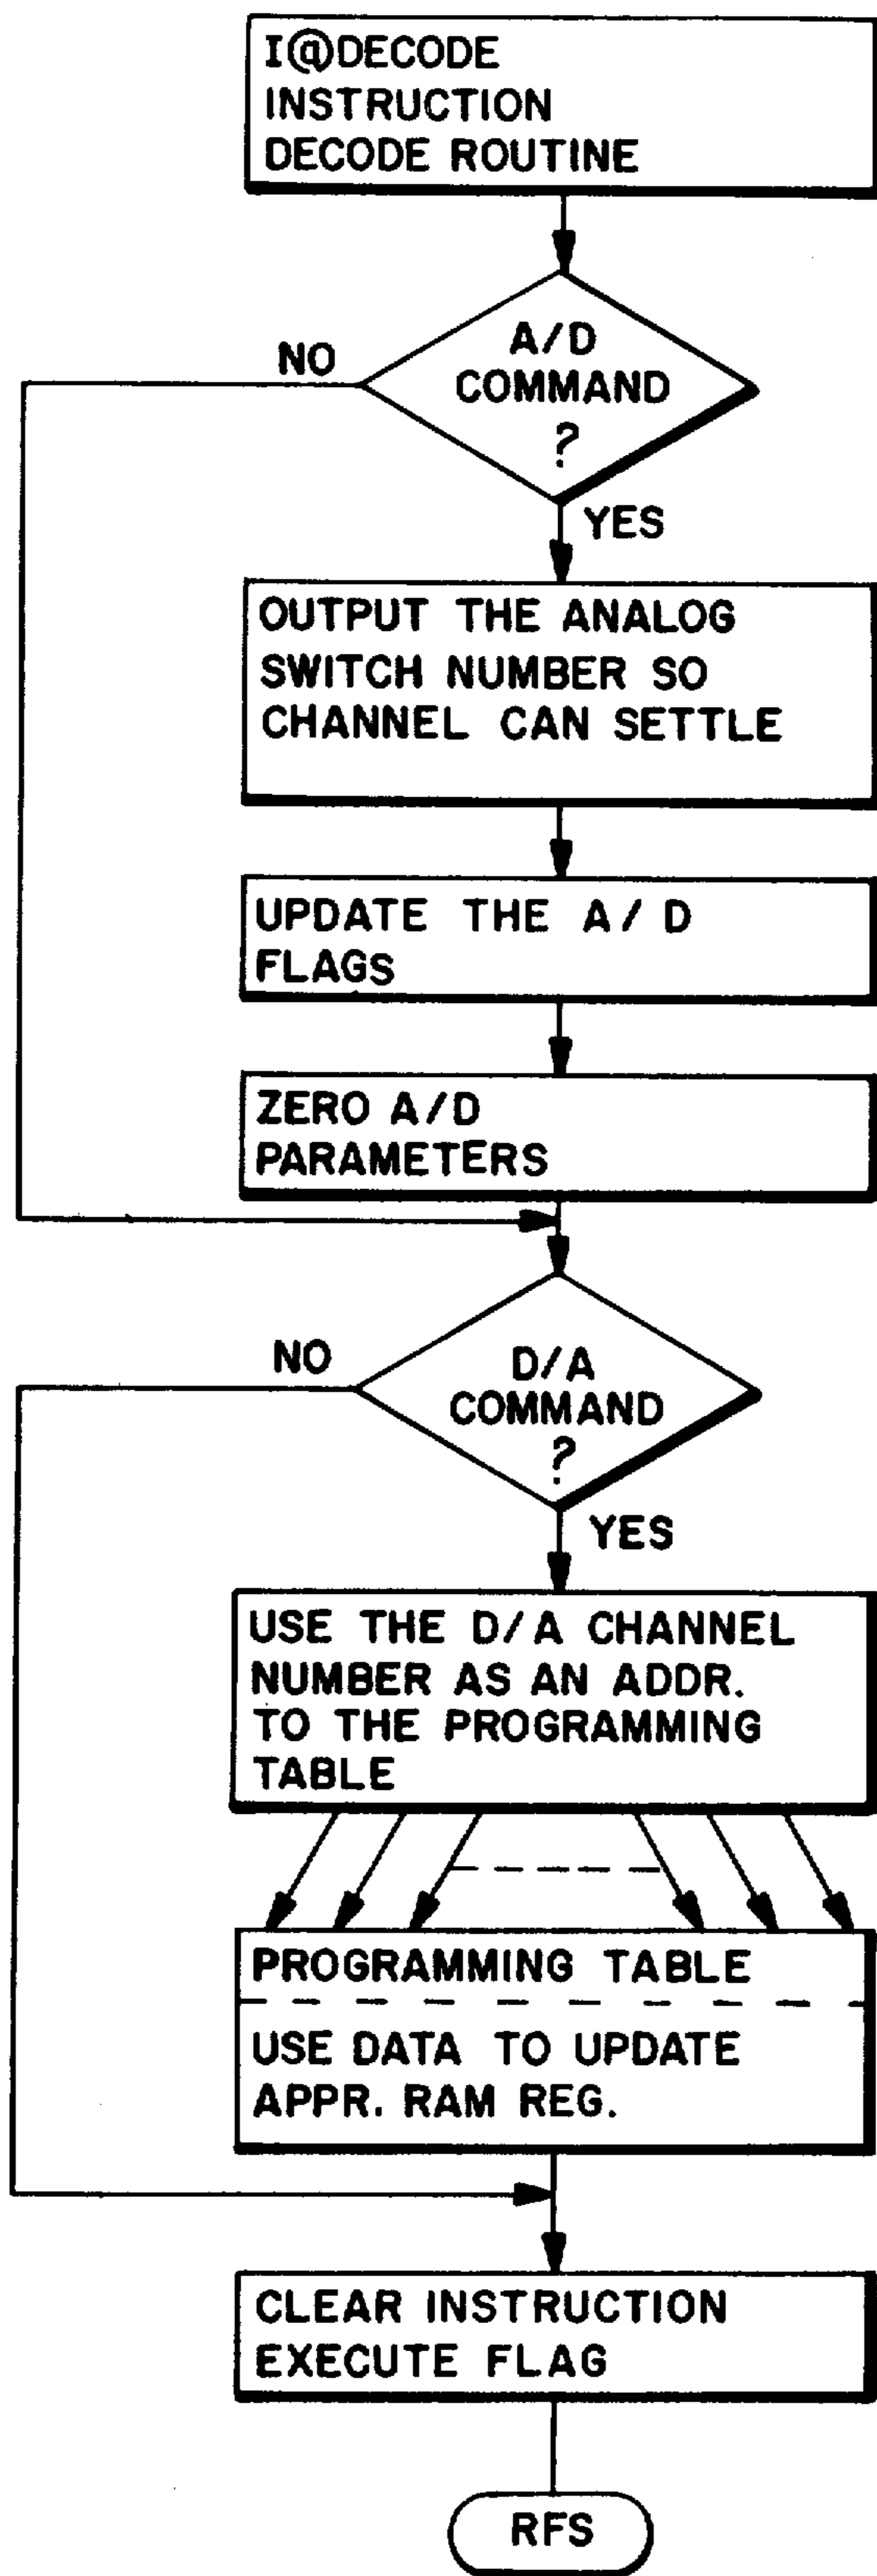 I@DECODE
INSTRUCTION
DECODE ROUTINE
A/D
COMMAND
?
NO
YES
OUTPUT THE ANALOG
SWITCH NUMBER SO
CHANNEL CAN SETTLE
UPDATE THE A/D
FLAGS
ZERO A/D
PARAMETERS
D/A
COMMAND
?
NO
YES
USE THE D/A CHANNEL
NUMBER AS AN ADDR.
TO THE PROGRAMMING
TABLE
PROGRAMMING TABLE
USE DATA TO UPDATE
APPR. RAM REG.
CLEAR INSTRUCTION
EXECUTE FLAG
RFS